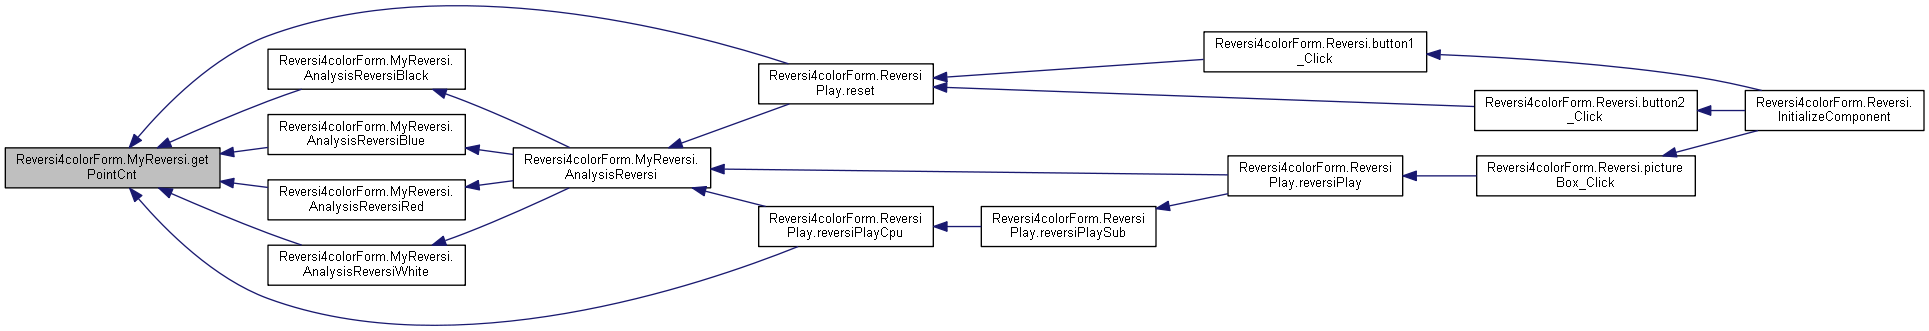 Reversi4colorForm.MyReversi.get
PointCnt
Reversi4colorForm.MyReversi.
AnalysisReversiBlack
Reversi4colorForm.MyReversi.
AnalysisReversiBlue
Reversi4colorForm.MyReversi.
AnalysisReversiRed
Reversi4colorForm.MyReversi.
AnalysisReversiWhite
Reversi4colorForm.MyReversi.
AnalysisReversi
Reversi4colorForm.Reversi
Play.reset
Reversi4colorForm.Reversi
Play.reversiPlayCpu
Reversi4colorForm.Reversi
Play.reversiPlaySub
Reversi4colorForm.Reversi.button1
_Click
Reversi4colorForm.Reversi
Play.reversiPlay
Reversi4colorForm.Reversi.button2
_Click
Reversi4colorForm.Reversi.picture
Box_Click
Reversi4colorForm.Reversi.
InitializeComponent